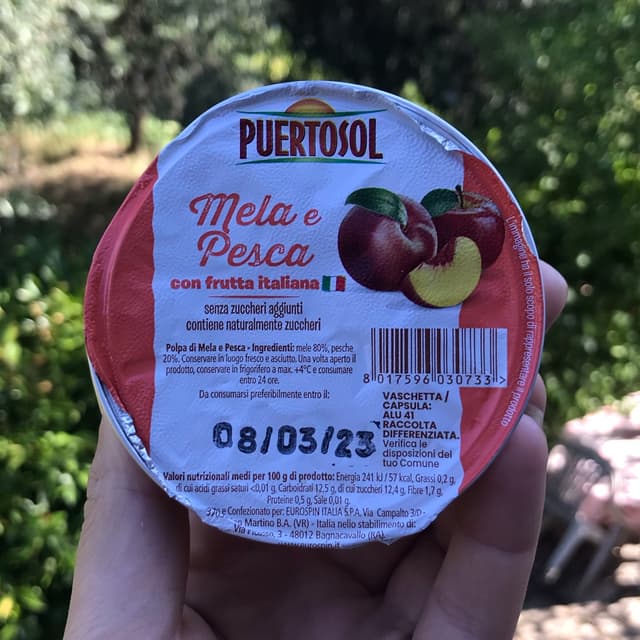 PUERTOSOL
Mela e
Pesca
con frutta italiana
senza zuccheri aggiunti
contiene naturalmente zuccheri
Polpa di Mela e Pesca - Ingredienti: mele 80%, pesche
20%. Conservare in luogo fresco e asciutto. Una volta aperto il
prodotto, conservare in frigorifero a max. +4°C e consumare
entro 24 ore.
Da consumarsi preferibilmente entro il:
08/03/23
8 017596 030733 >
VASCHETTA /
CAPSULA:
ALU 41
RACCOLTA
DIFFERENZIATA.
Verifica le
disposizioni del
tuo Comune
L'immagine ha il solo scopo di rappresentare il prodotto
Valori nutrizionali medi per 100 g di prodotto: Energia 241 kJ / 57 kcal, Grassi 0,2 g,
di cui acidi grassi saturi <0,01 g, Carboidrati 12,5 g, di cui zuccheri 12,4 g, Fibre 1,7 g,
Proteine 0,5 g, Sale 0,01 g.
370 g Confezionato per: EUROSPIN ITALIA S.P.A. Via Campalto 3/D -
Martino B.A. (VR) - Italia nello stabilimento di:
Via 3 - 48012 Bagnacavallo (RA)
www.eurospin.it